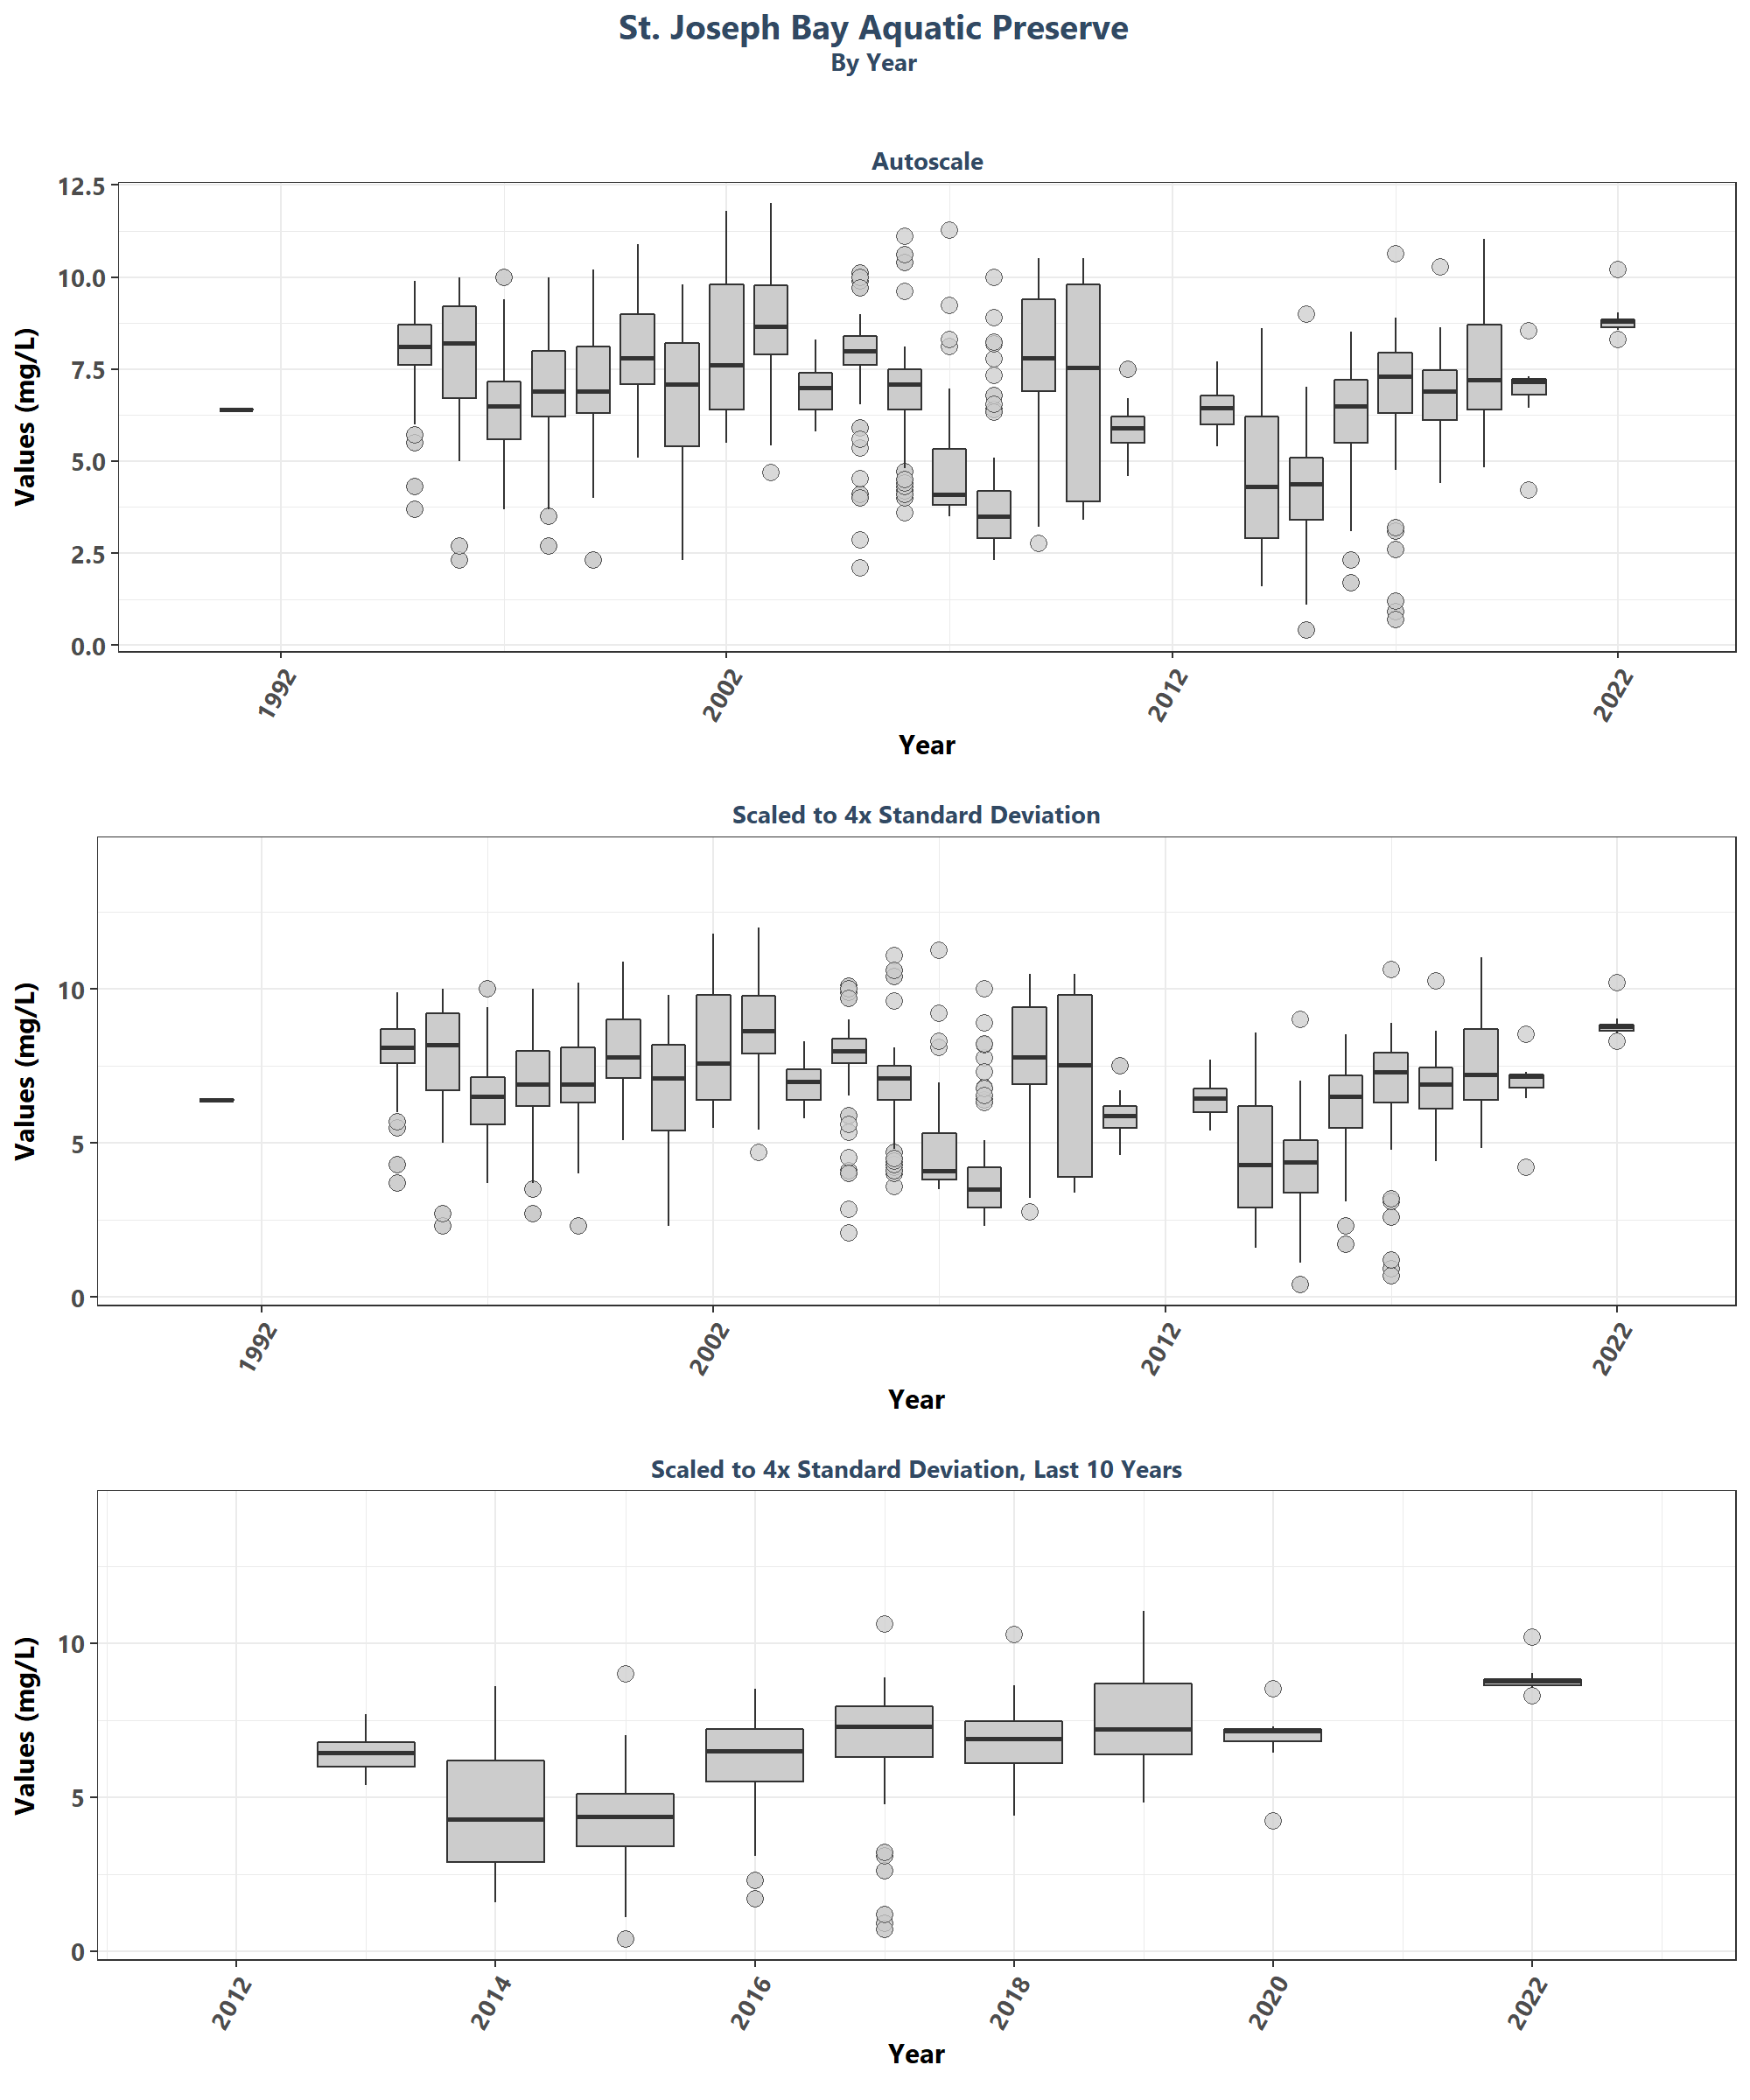 St. Joseph Bay Aquatic Preserve
By Year
Autoscale
Values (mg/L)
12.5
10.0
7.5
5.0
2.5
0.0
1992
2002
2012
2022
Year
Scaled to 4x Standard Deviation
Values (mg/L)
10
5
0
1992
2002
2012
2022
Year
Scaled to 4x Standard Deviation, Last 10 Years
Values (mg/L)
10
5
0
2012
2014
2016
2018
2020
2022
Year